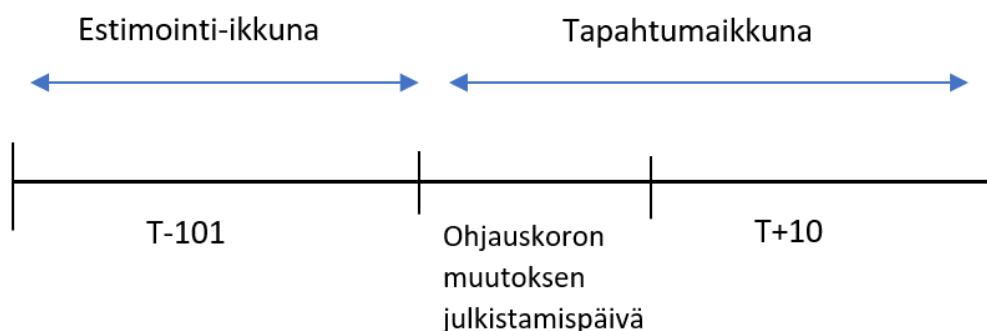 Estimointi-ikkuna
Tapahtumaikkuna
T-101
Ohjauskoron
muutoksen
julkistamispäivä
T+10